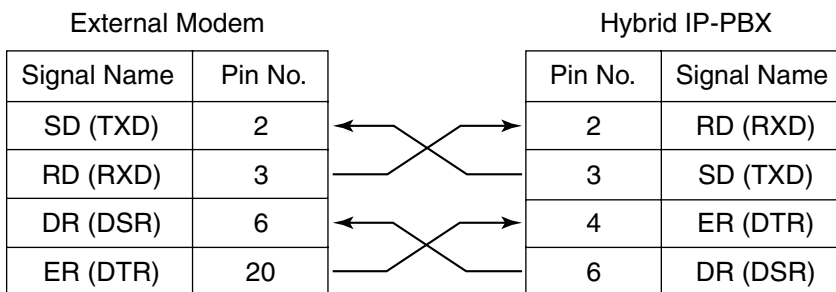 External Modem Hybrid IP-PBX
Signal Name Pin No. Pin No. Signal Name
SD (TXD) 2 2 RD (RXD)
RD (RXD) 3 3 SD (TXD)
DR (DSR) 6 4 ER (DTR)
ER (DTR) 20 6 DR (DSR)